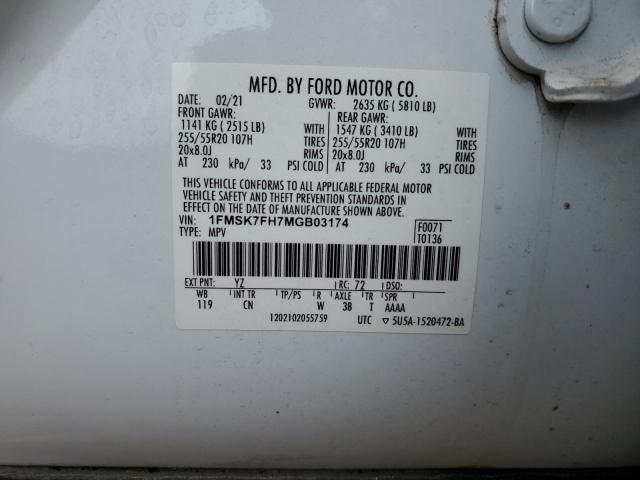 MFD. BY FORD MOTOR CO.
DATE: 02/21 GVWR: 2635 KG ( 5810 LB)
FRONT GAWR: REAR GAWR:
1141 KG ( 2515 LB) WITH 1547 KG ( 3410 LB) WITH
255/55R20 107H TIRES 255/55R20 107H TIRES
20x8.0J RIMS 20x8.0J RIMS
AT 230 kPa/ 33 PSI COLD AT 230 kPa/ 33 PSI COLD
THIS VEHICLE CONFORMS TO ALL APPLICABLE FEDERAL MOTOR
VEHICLE SAFETY AND THEFT PREVENTION STANDARDS IN
EFFECT ON THE DATE OF MANUFACTURE SHOWN ABOVE.
VIN: 1FMSK7FH7MGB03174 F0071
TYPE: MPV T0136
EXT PNT: YZ RC: 72 DSO:
WB INT TR TP/PS R AXLE TR SPR
119 CN W 3B T AAAA
1202102055759 UTC ▽ 5U5A-1520472-BA